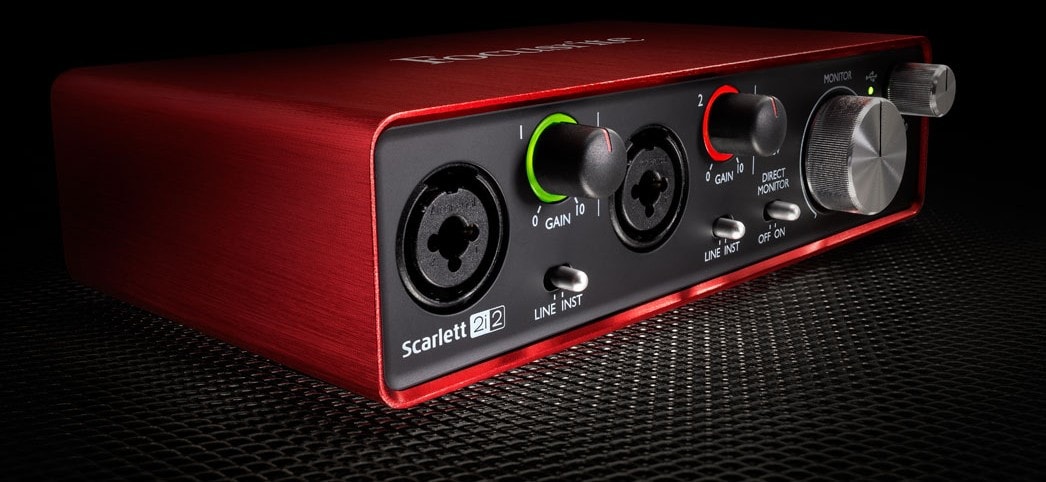 Focusrite
1
0 GAIN 10
LINE INST
Scarlett 2i2
2
0 GAIN 10
LINE INST
DIRECT
MONITOR
OFF ON
MONITOR